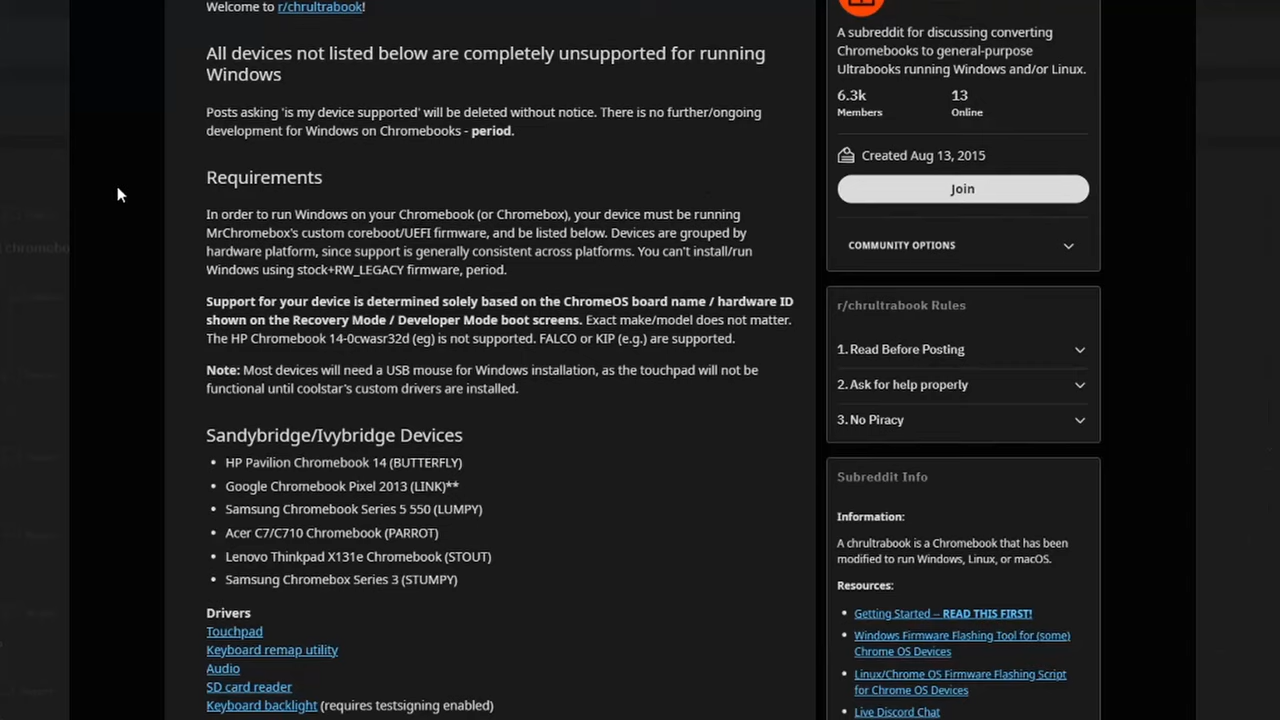 Welcome to r/chrultrabook!
All devices not listed below are completely unsupported for running
Windows
Posts asking 'is my device supported' will be deleted without notice. There is no further/ongoing
development for Windows on Chromebooks - period.
Requirements
In order to run Windows on your Chromebook (or Chromebox), your device must be running
MrChromebox's custom coreboot/UEFI firmware, and be listed below. Devices are grouped by
hardware platform, since support is generally consistent across platforms. You can't install/run
Windows using stock+RW_LEGACY firmware, period.
Support for your device is determined solely based on the ChromeOS board name / hardware ID
shown on the Recovery Mode / Developer Mode boot screens. Exact make/model does not matter.
The HP Chromebook 14-0cwasr32d (eg) is not supported. FALCO or KIP (e.g.) are supported.
Note: Most devices will need a USB mouse for Windows installation, as the touchpad will not be
functional until coolstar's custom drivers are installed.
Sandybridge/Ivybridge Devices
• HP Pavilion Chromebook 14 (BUTTERFLY)
• Google Chromebook Pixel 2013 (LINK)**
• Samsung Chromebook Series 5 550 (LUMPY)
• Acer C7/C710 Chromebook (PARROT)
• Lenovo Thinkpad X131e Chromebook (STOUT)
• Samsung Chromebox Series 3 (STUMPY)
Drivers
Touchpad
Keyboard remap utility
Audio
SD card reader
Keyboard backlight (requires testsigning enabled)
A subreddit for discussing converting
Chromebooks to general-purpose
Ultrabooks running Windows and/or Linux.
6.3k 13
Members Online
Created Aug 13, 2015
Join
COMMUNITY OPTIONS
r/chrultrabook Rules
1. Read Before Posting
2. Ask for help properly
3. No Piracy
Subreddit Info
Information:
A chrultrabook is a Chromebook that has been
modified to run Windows, Linux, or macOS.
Resources:
• Getting Started -- READ THIS FIRST!
• Windows Firmware Flashing Tool for (some)
Chrome OS Devices
• Linux/Chrome OS Firmware Flashing Script
for Chrome OS Devices
• Live Discord Chat